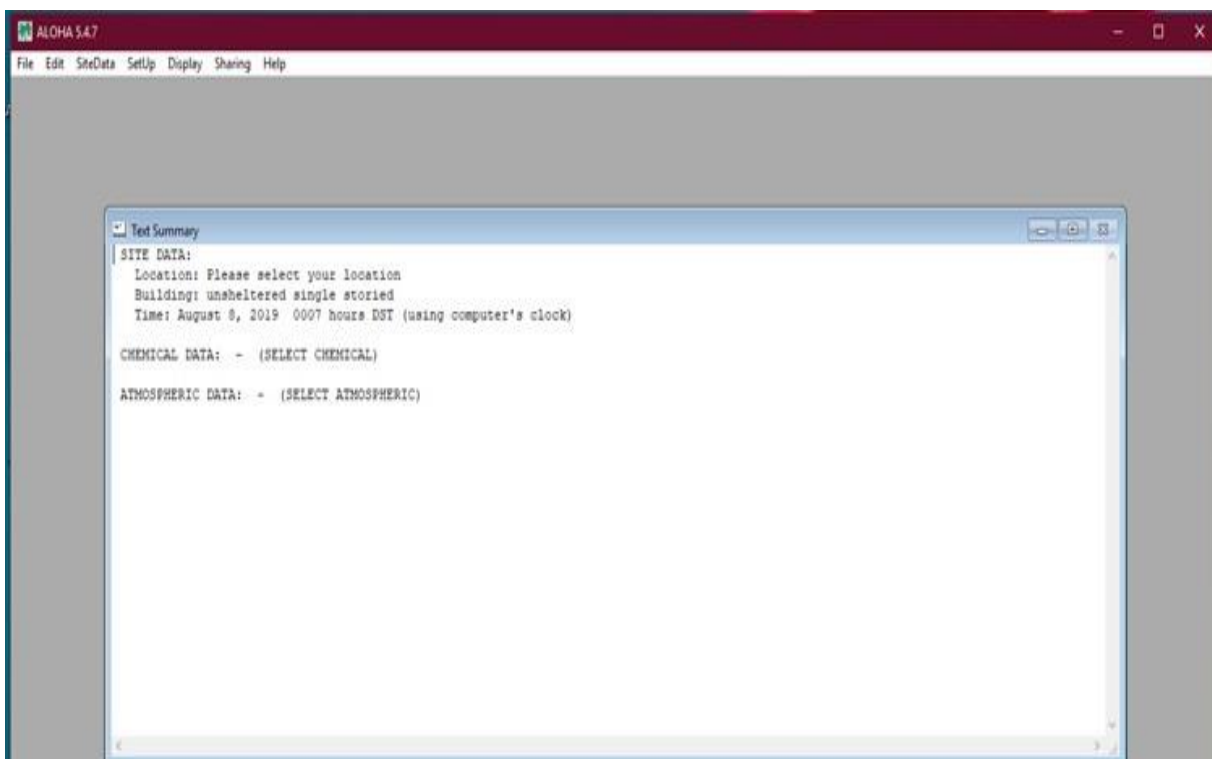 ALOHA 5.4.7
File Edit SiteData SetUp Display Sharing Help
Text Summary
SITE DATA:
Location: Please select your location
Building: unsheltered single storied
Time: August 8, 2019 0007 hours DST (using computer's clock)
CHEMICAL DATA: - (SELECT CHEMICAL)
ATMOSPHERIC DATA: - (SELECT ATMOSPHERIC)